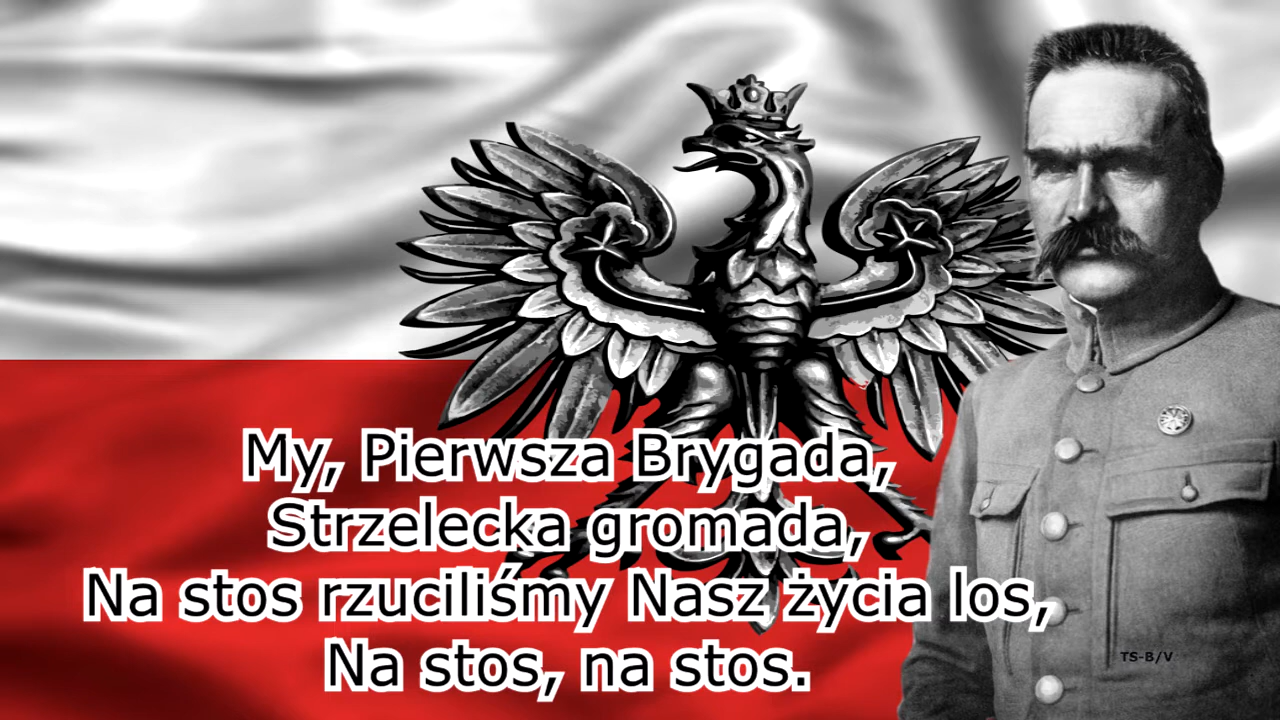 My, Pierwsza Brygada,
Strzelecka gromada,
Na stos rzuciliśmy Nasz życia los,
Na stos, na stos.
TS-B/V